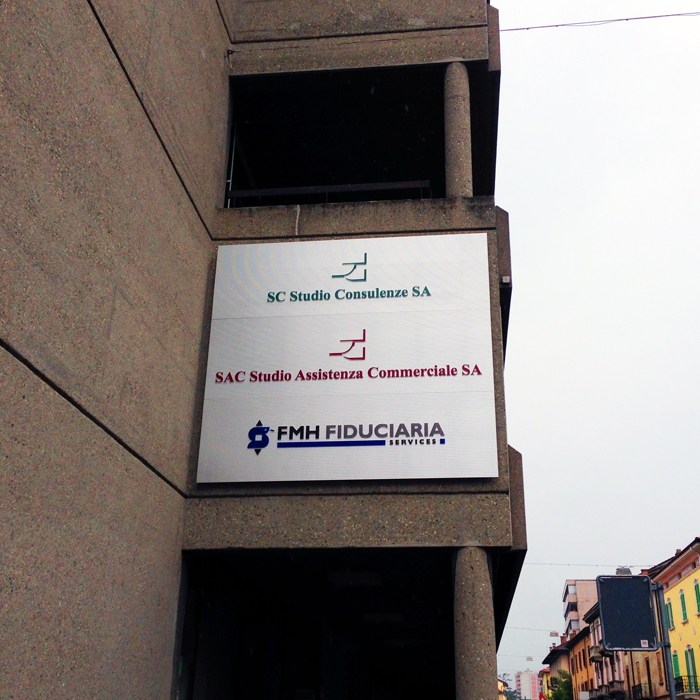 SC Studio Consulenze SA
SAC Studio Assistenza Commerciale SA
FMH FIDUCIARIA
SERVICES